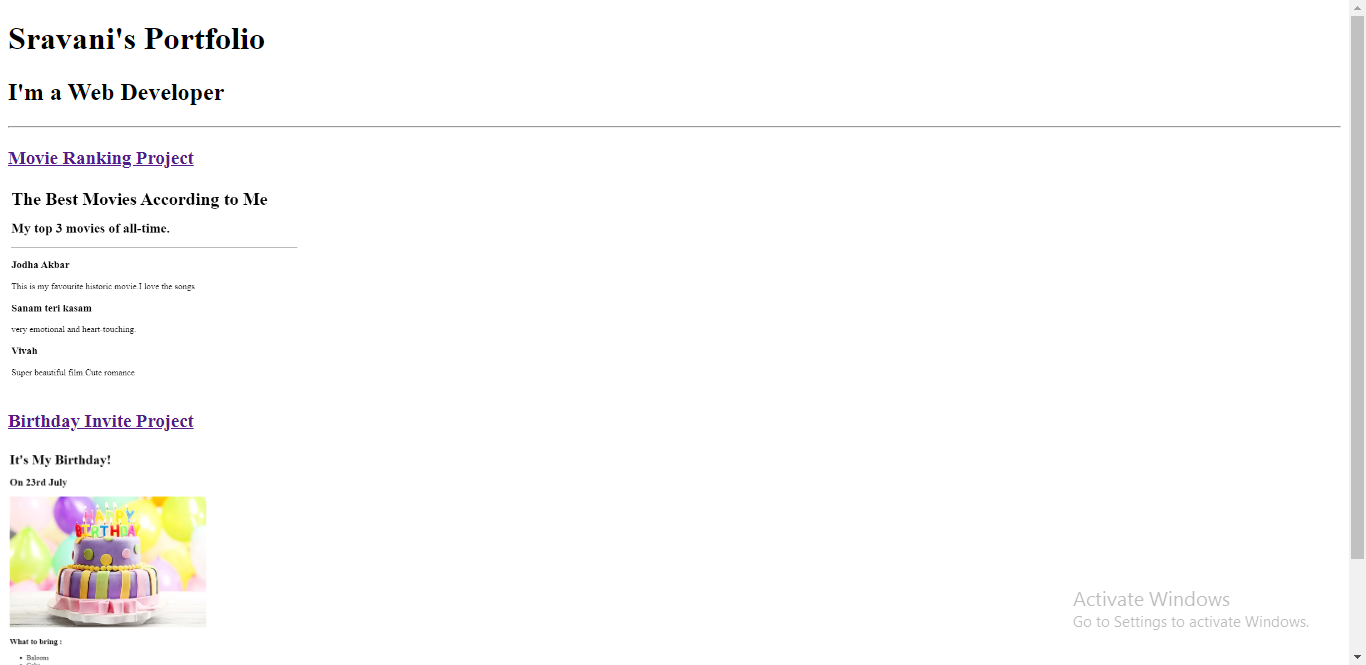 Sravani's Portfolio
I'm a Web Developer
Movie Ranking Project
The Best Movies According to Me
My top 3 movies of all-time.
Jodha Akbar
This is my favourite historic movie.I love the songs
Sanam teri kasam
very emotional and heart-touching.
Vivah
Super beautiful film Cute romance
Birthday Invite Project
It's My Birthday!
On 23rd July
HAPPY
BIRTHDAY
What to bring :
Baloons
Activate Windows
Go to Settings to activate Windows.